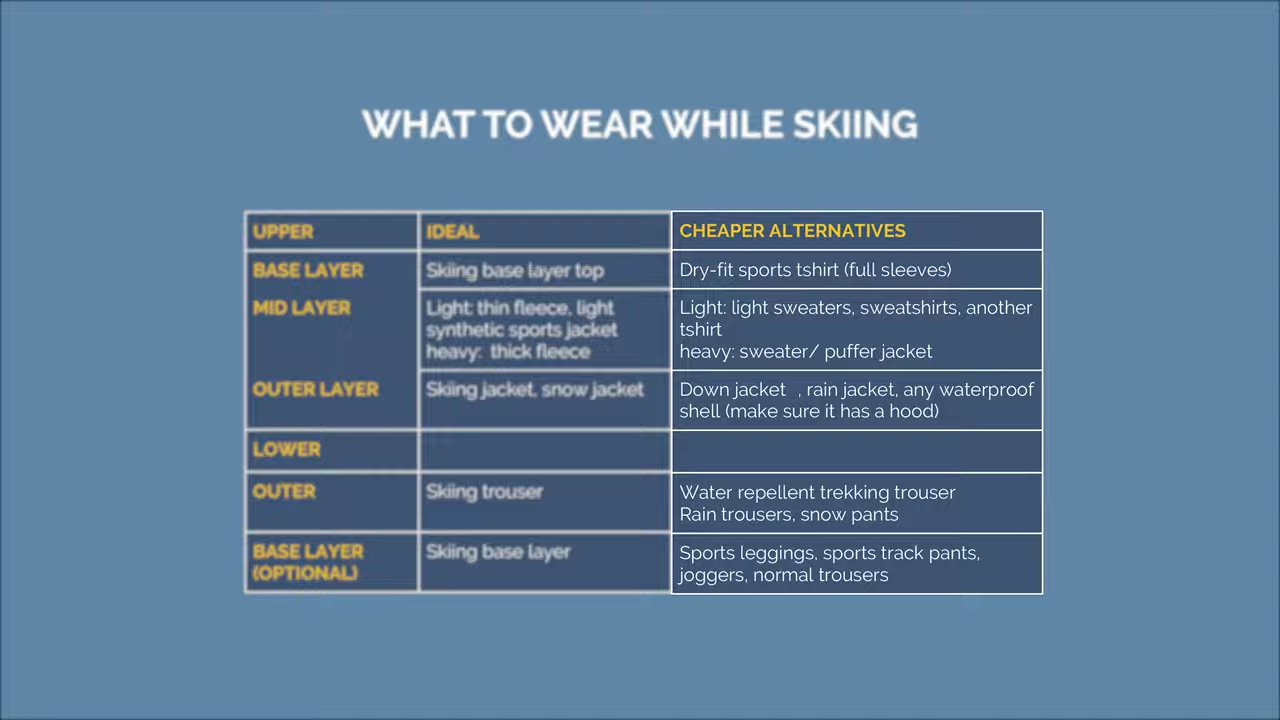 WHAT TO WEAR WHILE SKIING
UPPER
IDEAL
CHEAPER ALTERNATIVES
BASE LAYER
Skiing base layer top
Dry-fit sports tshirt (full sleeves)
MID LAYER
Light: thin fleece, light
synthetic sports jacket
heavy: thick fleece
Light: light sweaters, sweatshirts, another
tshirt
heavy: sweater/ puffer jacket
OUTER LAYER
Skiing jacket, snow jacket
Down jacket , rain jacket, any waterproof
shell (make sure it has a hood)
LOWER
OUTER
Skiing trouser
Water repellent trekking trouser
Rain trousers, snow pants
BASE LAYER
(OPTIONAL)
Skiing base layer
Sports leggings, sports track pants,
joggers, normal trousers